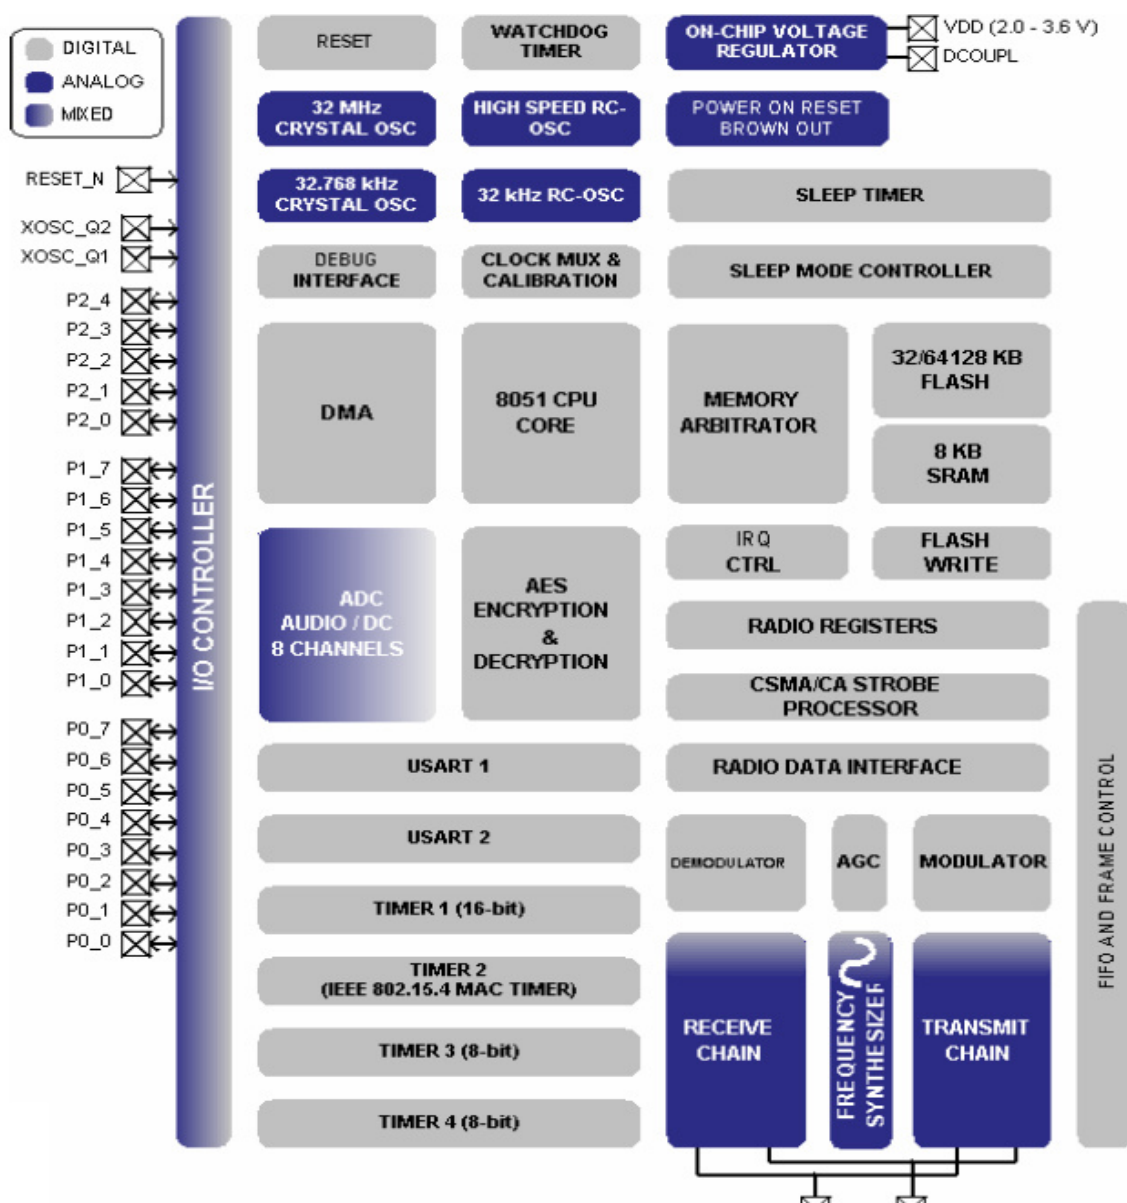 DIGITAL
ANALOG
MIXED
RESET_N
XOSC_Q2
XOSC_Q1
P2_4
P2_3
P2_2
P2_1
P2_0
P1_7
P1_6
P1_5
P1_4
P1_3
P1_2
P1_1
P1_0
P0_7
P0_6
P0_5
P0_4
P0_3
P0_2
P0_1
P0_0
I/O CONTROLLER
RESET
WATCHDOG
TIMER
ON-CHIP VOLTAGE
REGULATOR
VDD (2.0 - 3.6 V)
DCOUPL
32 MHz
CRYSTAL OSC
HIGH SPEED RC-
OSC
POWER ON RESET
BROWN OUT
32.768 kHz
CRYSTAL OSC
32 kHz RC-OSC
SLEEP TIMER
DEBUG
INTERFACE
CLOCK MUX &
CALIBRATION
SLEEP MODE CONTROLLER
DMA
8051 CPU
CORE
MEMORY
ARBITRATOR
32/64128 KB
FLASH
8 KB
SRAM
ADC
AUDIO / DC
8 CHANNELS
AES
ENCRYPTION
&
DECRYPTION
IRQ
CTRL
FLASH
WRITE
RADIO REGISTERS
CSMA/CA STROBE
PROCESSOR
USART 1
RADIO DATA INTERFACE
USART 2
DEMODULATOR
AGC
MODULATOR
TIMER 1 (16-bit)
TIMER 2
(IEEE 802.15.4 MAC TIMER)
TIMER 3 (8-bit)
TIMER 4 (8-bit)
RECEIVE
CHAIN
FREQUENCY
SYNTHESIZER
TRANSMIT
CHAIN
FIFO AND FRAME CONTROL